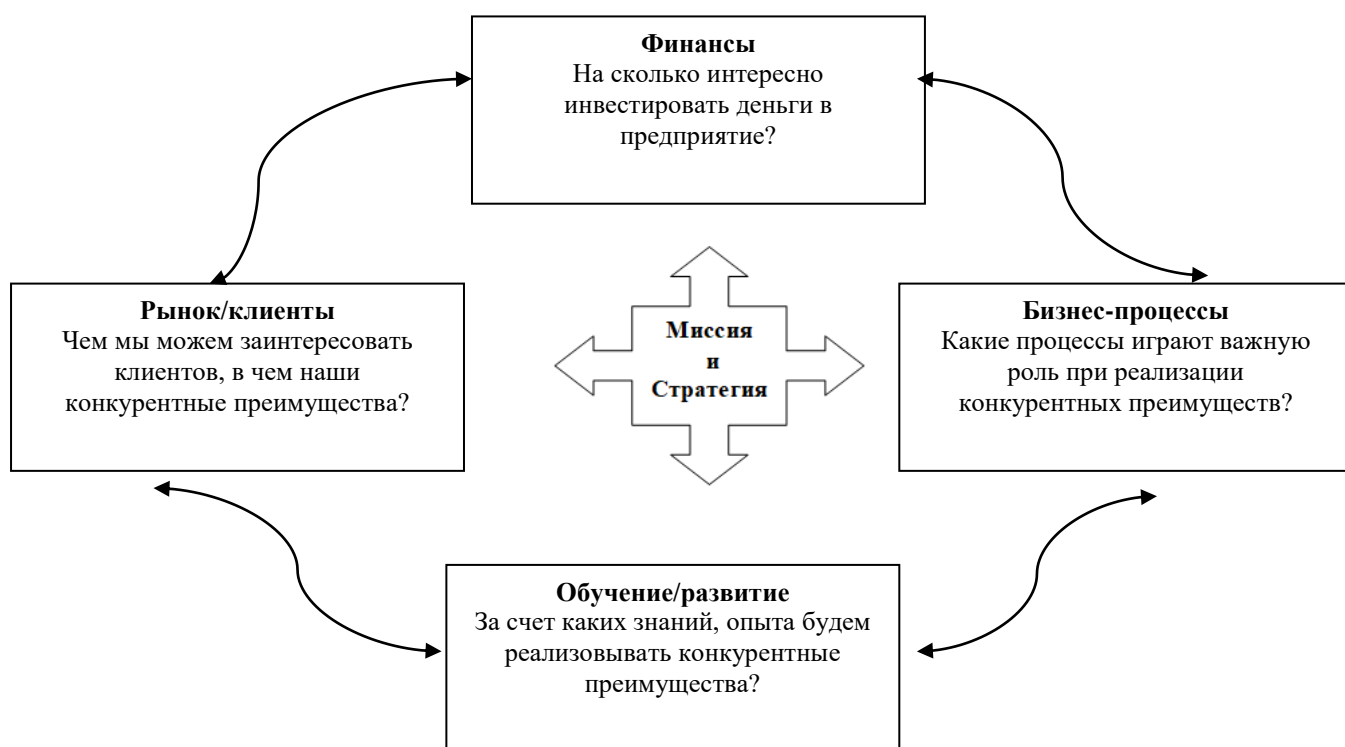 Финансы
На сколько интересно
инвестировать деньги в
предприятие?
Рынок/клиенты
Чем мы можем заинтересовать
клиентов, в чем наши
конкурентные преимущества?
Миссия
и
Стратегия
Бизнес-процессы
Какие процессы играют важную
роль при реализации
конкурентных преимуществ?
Обучение/развитие
За счет каких знаний, опыта будем
реализовывать конкурентные
преимущества?